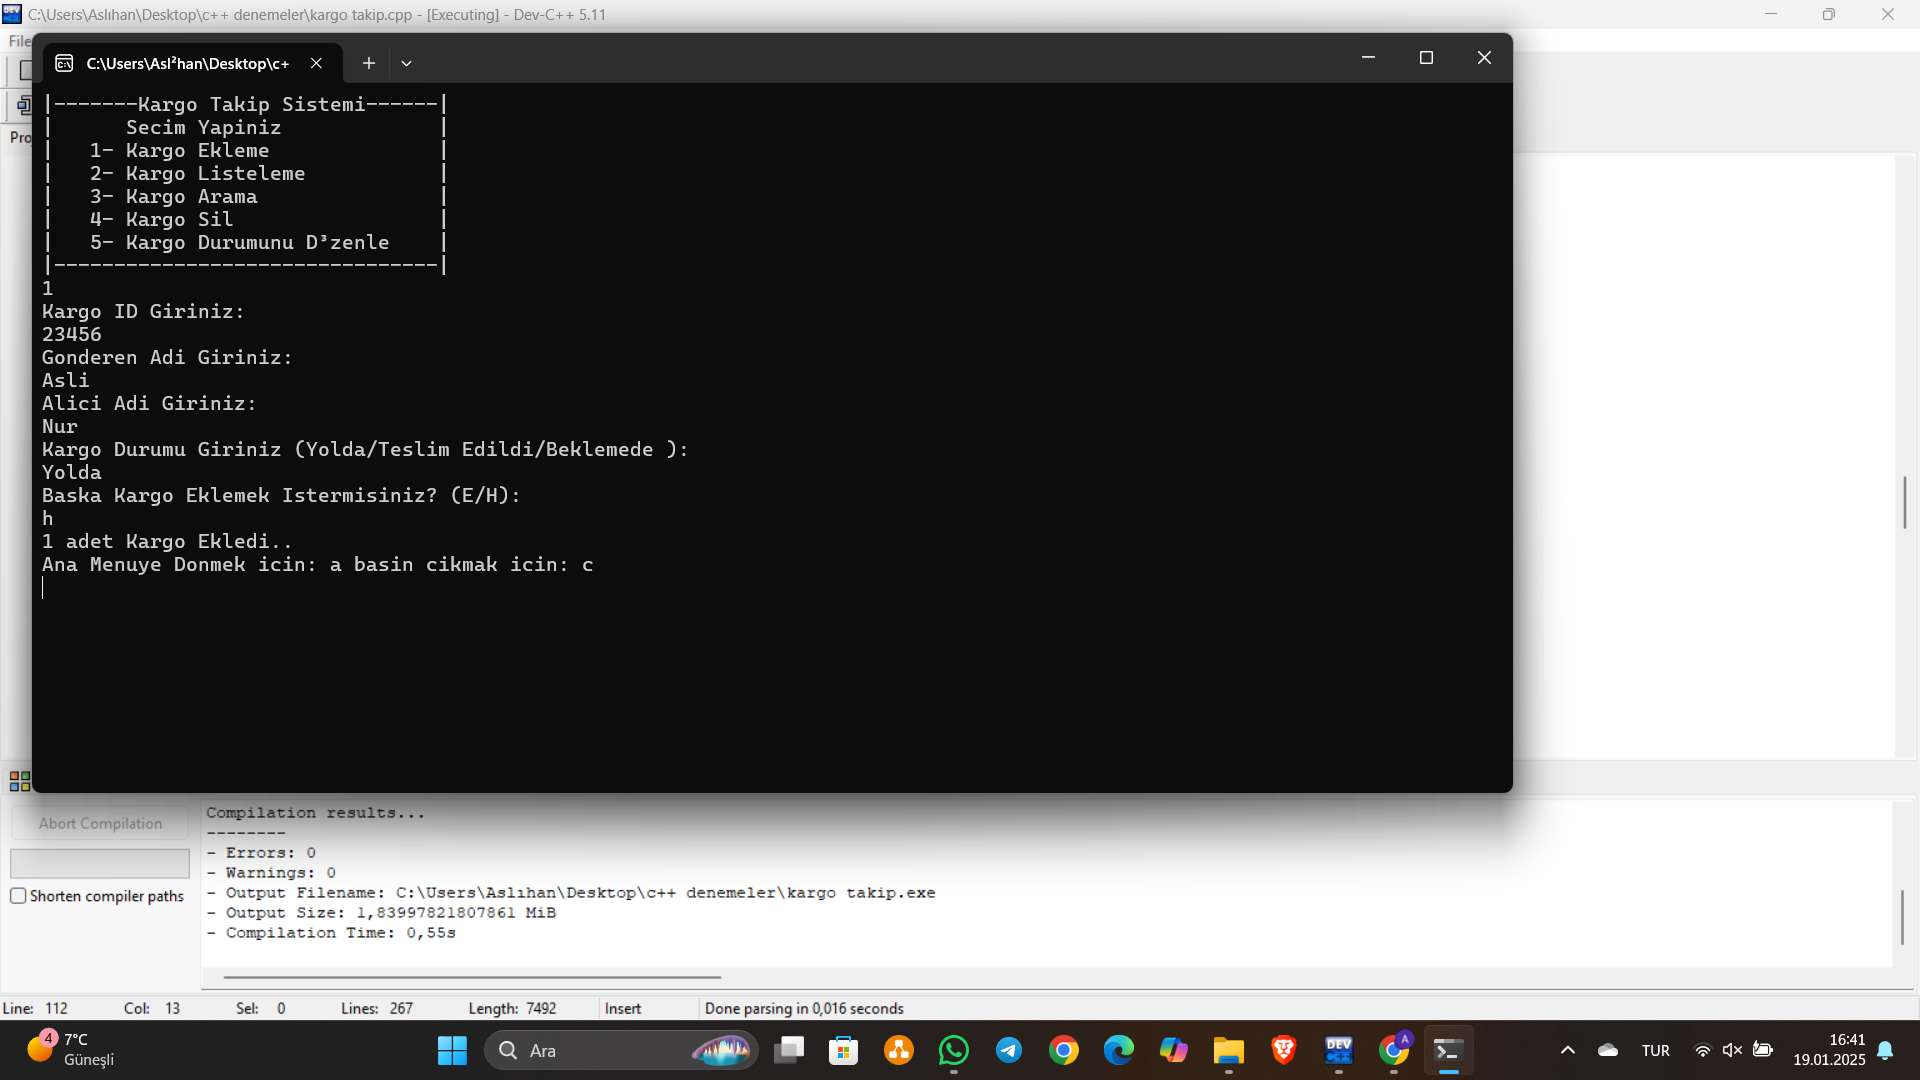 C:\Users\Aslıhan\Desktop\c++ denemeler\kargo takip.cpp - [Executing] - Dev-C++ 5.11
File
C:\Users\Asl²han\Desktop\c+
|-------Kargo Takip Sistemi------|
| Secim Yapiniz |
| 1- Kargo Ekleme |
| 2- Kargo Listeleme |
| 3- Kargo Arama |
| 4- Kargo Sil |
| 5- Kargo Durumunu D³zenle |
|--------------------------------|
1
Kargo ID Giriniz:
23456
Gonderen Adi Giriniz:
Asli
Alici Adi Giriniz:
Nur
Kargo Durumu Giriniz (Yolda/Teslim Edildi/Beklemede ):
Yolda
Baska Kargo Eklemek Istermisiniz? (E/H):
h
1 adet Kargo Ekledi..
Ana Menuye Donmek icin: a basin cikmak icin: c
Abort Compilation
Shorten compiler paths
Compilation results...
--------
- Errors: 0
- Warnings: 0
- Output Filename: C:\Users\Aslıhan\Desktop\c++ denemeler\kargo takip.exe
- Output Size: 1,83997821807861 MiB
- Compilation Time: 0,55s
Line: 112 Col: 13 Sel: 0 Lines: 267 Length: 7492 Insert Done parsing in 0,016 seconds
4 7°C
Güneşli
Ara
DEV C++
A
TUR
16:41
19.01.2025